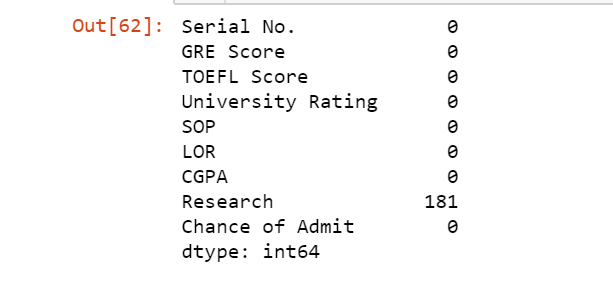 Out[62]: Serial No. 0
GRE Score 0
TOEFL Score 0
University Rating 0
SOP 0
LOR 0
CGPA 0
Research 181
Chance of Admit 0
dtype: int64